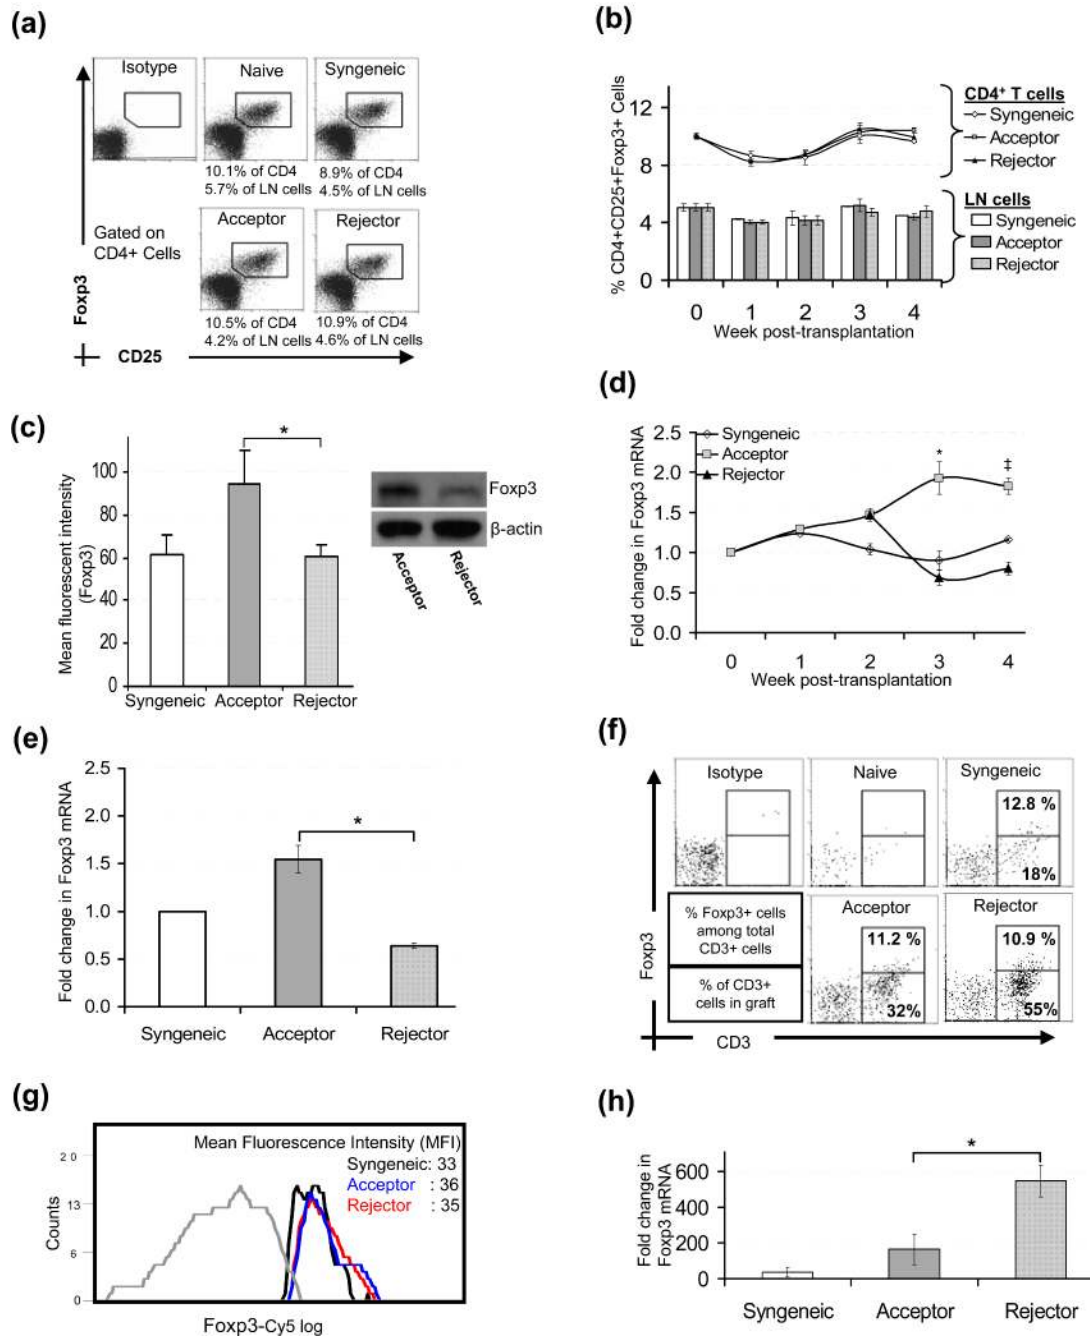 (a)
Isotype
Naive
Syngeneic
10.1% of CD4
5.7% of LN cells
8.9% of CD4
4.5% of LN cells
Acceptor
Rejector
Gated on
CD4+ Cells
10.5% of CD4
4.2% of LN cells
10.9% of CD4
4.6% of LN cells
Foxp3
CD25
(b)
% CD4+CD25+Foxp3+ Cells
12
8
4
0
0 1 2 3 4
Week post-transplantation
CD4+ T cells
Syngeneic
Acceptor
Rejector
LN cells
Syngeneic
Acceptor
Rejector
(c)
Mean fluorescent intensity
(Foxp3)
100
80
60
40
20
0
*
Syngeneic Acceptor Rejector
Foxp3
β-actin
Acceptor
Rejector
(d)
Fold change in Foxp3 mRNA
2.5
2.0
1.5
1.0
0.5
0.0
Syngeneic
Acceptor
Rejector
*
‡
0 1 2 3 4
Week post-transplantation
(e)
Fold change in Foxp3 mRNA
2.5
2.0
1.5
1.0
0.5
0.0
*
Syngeneic Acceptor Rejector
(f)
Isotype
Naive
Syngeneic
12.8 %
18%
% Foxp3+ cells
among total
CD3+ cells
% of CD3+
cells in graft
Acceptor
11.2 %
32%
Rejector
10.9 %
55%
Foxp3
CD3
(g)
Mean Fluorescence Intensity (MFI)
Syngeneic: 33
Acceptor : 36
Rejector : 35
Counts
20
13
6
0
Foxp3-Cy5 log
(h)
Fold change in
Foxp3 mRNA
600
400
200
0
*
Syngeneic Acceptor Rejector